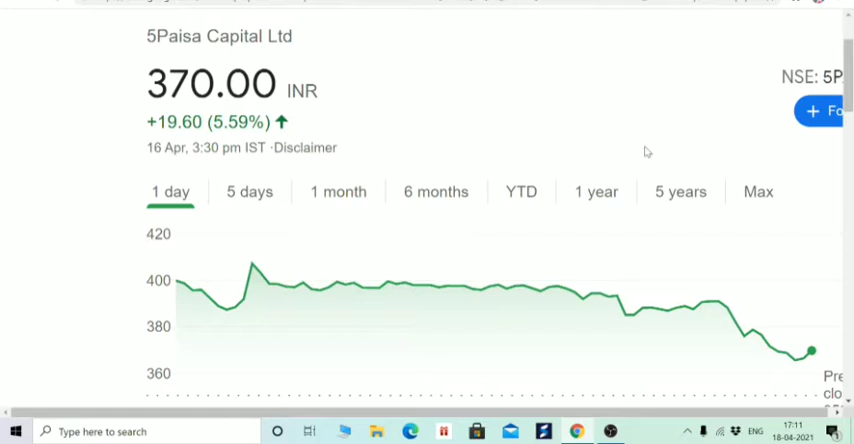 5Paisa Capital Ltd
370.00 INR
NSE: 5P
+19.60 (5.59%)
+ Fo
16 Apr, 3:30 pm IST ·Disclaimer
1 day 5 days 1 month 6 months YTD 1 year 5 years Max
420
400
380
360
Pre
clo
Type here to search
ENG
17:11
18-04-2021